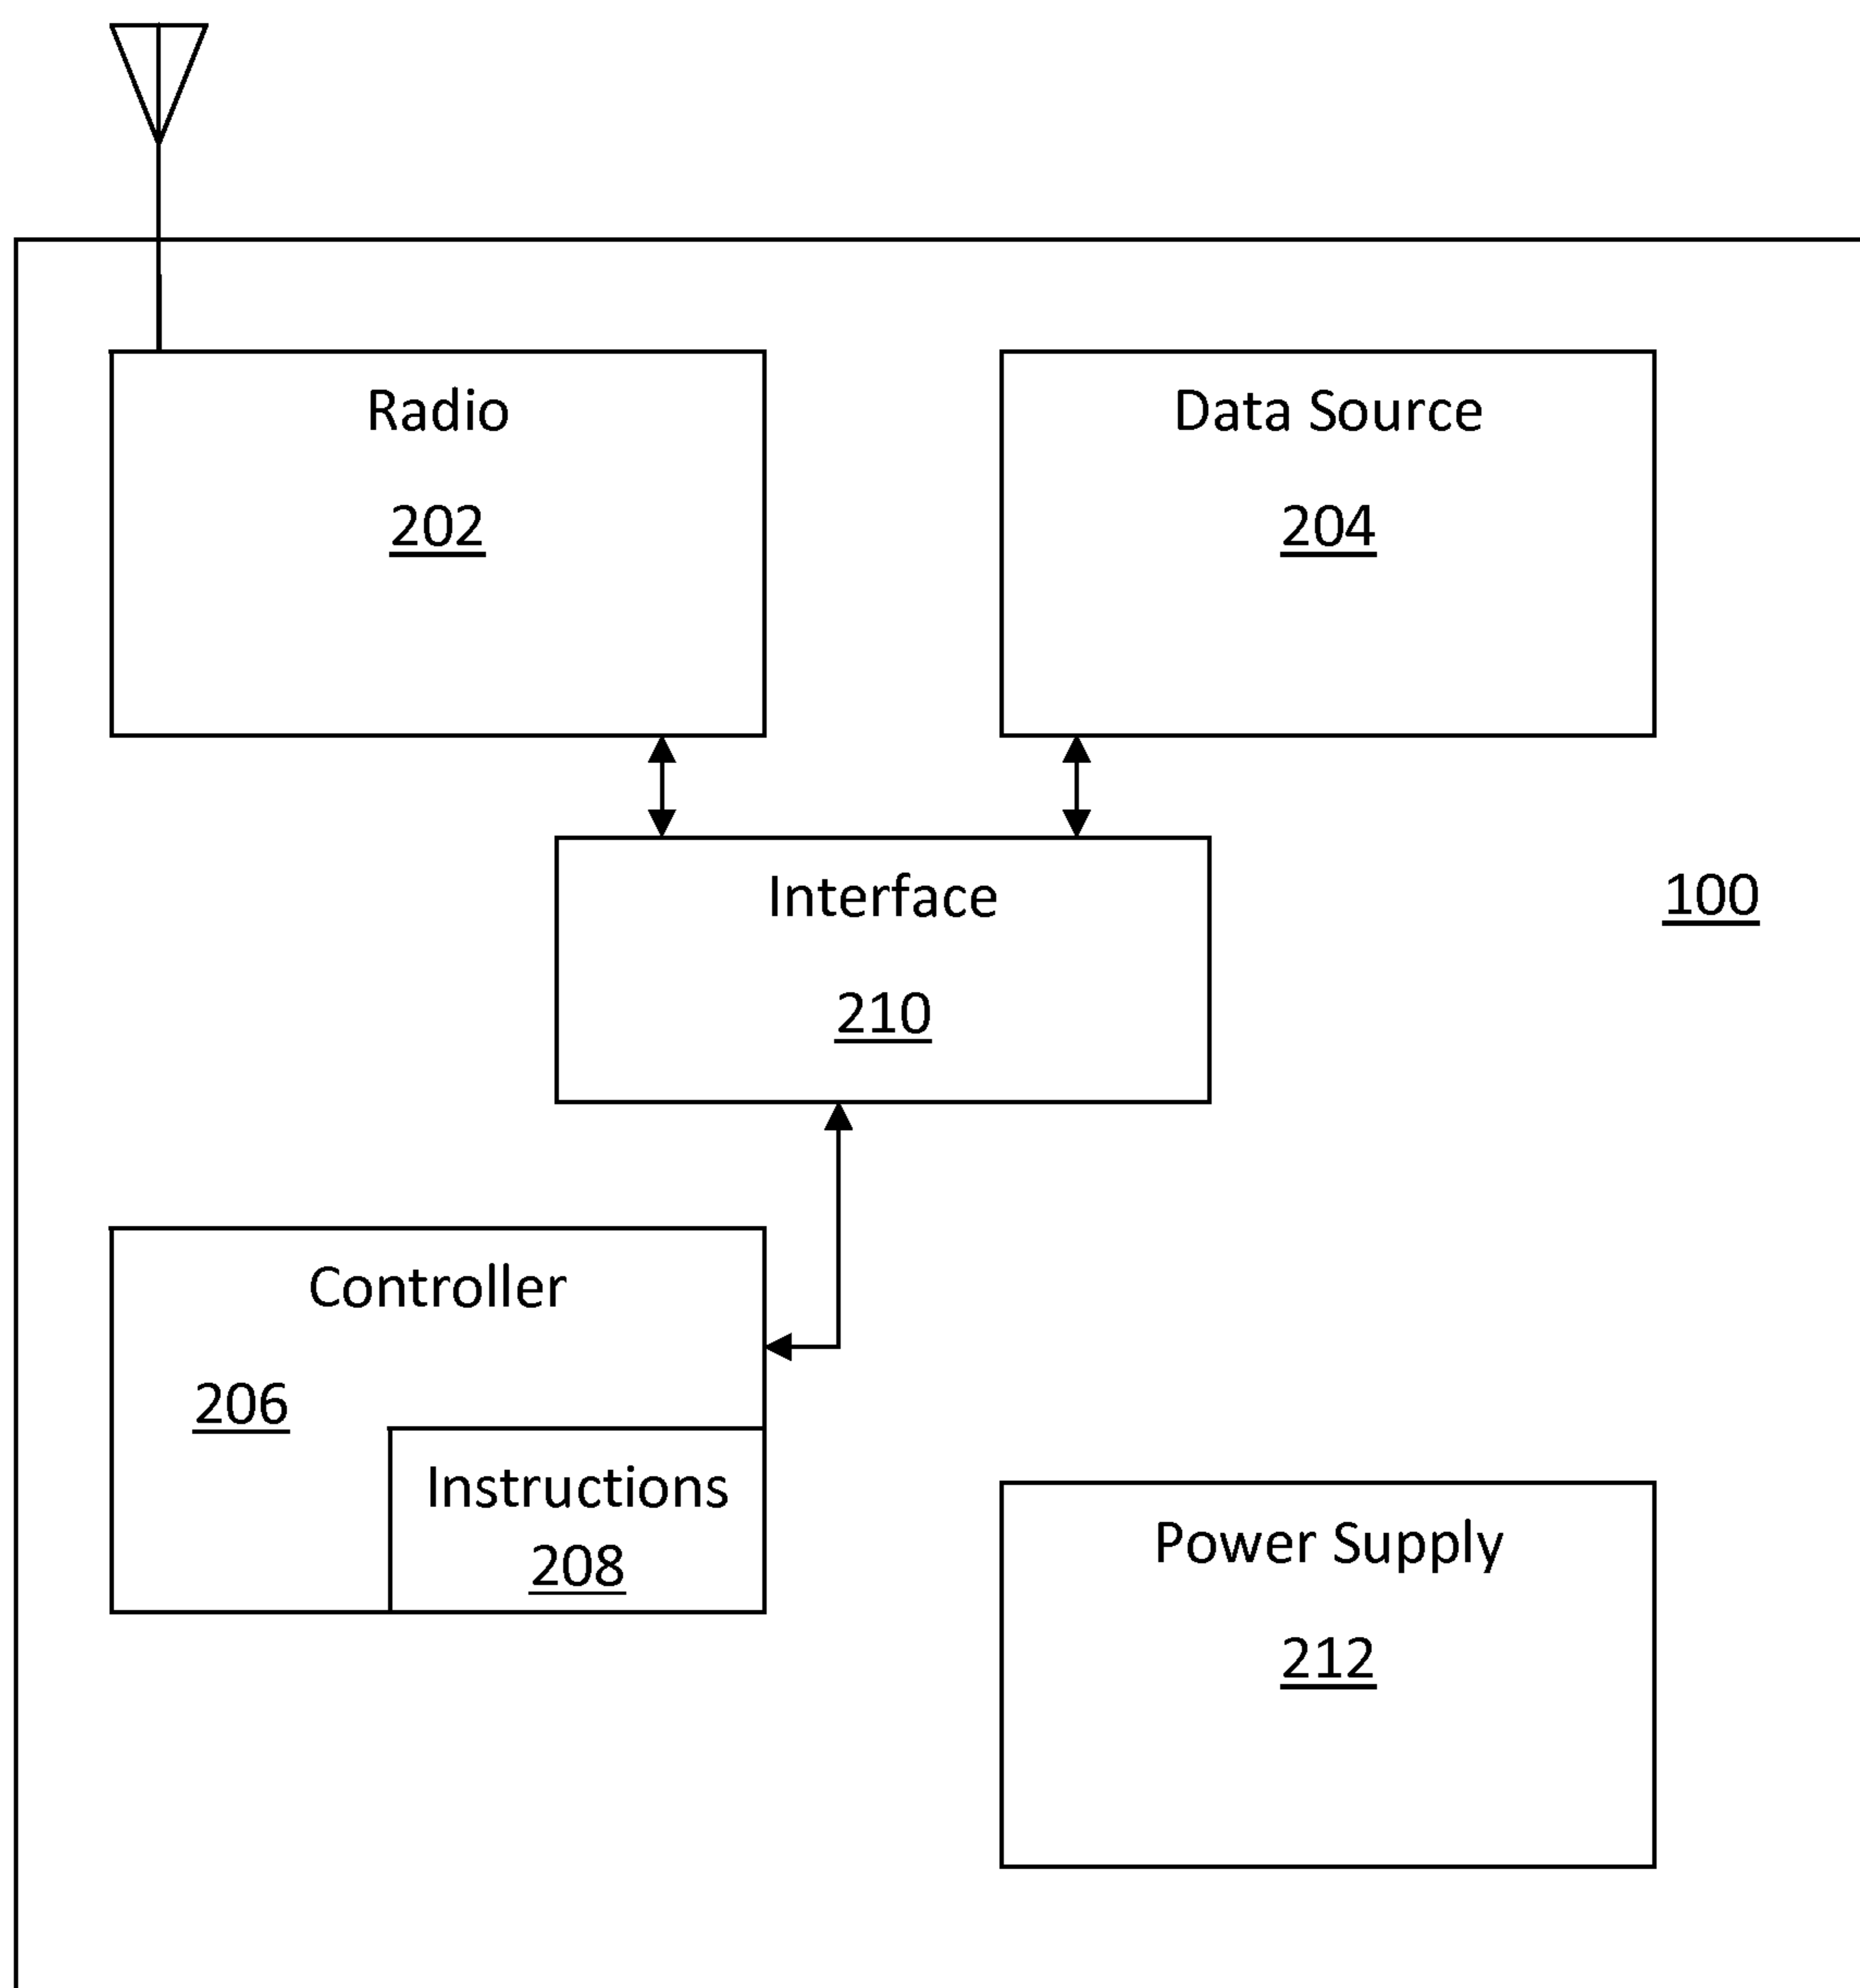 Radio
202
Data Source
204
Interface
210
100
Controller
206
Instructions
208
Power Supply
212